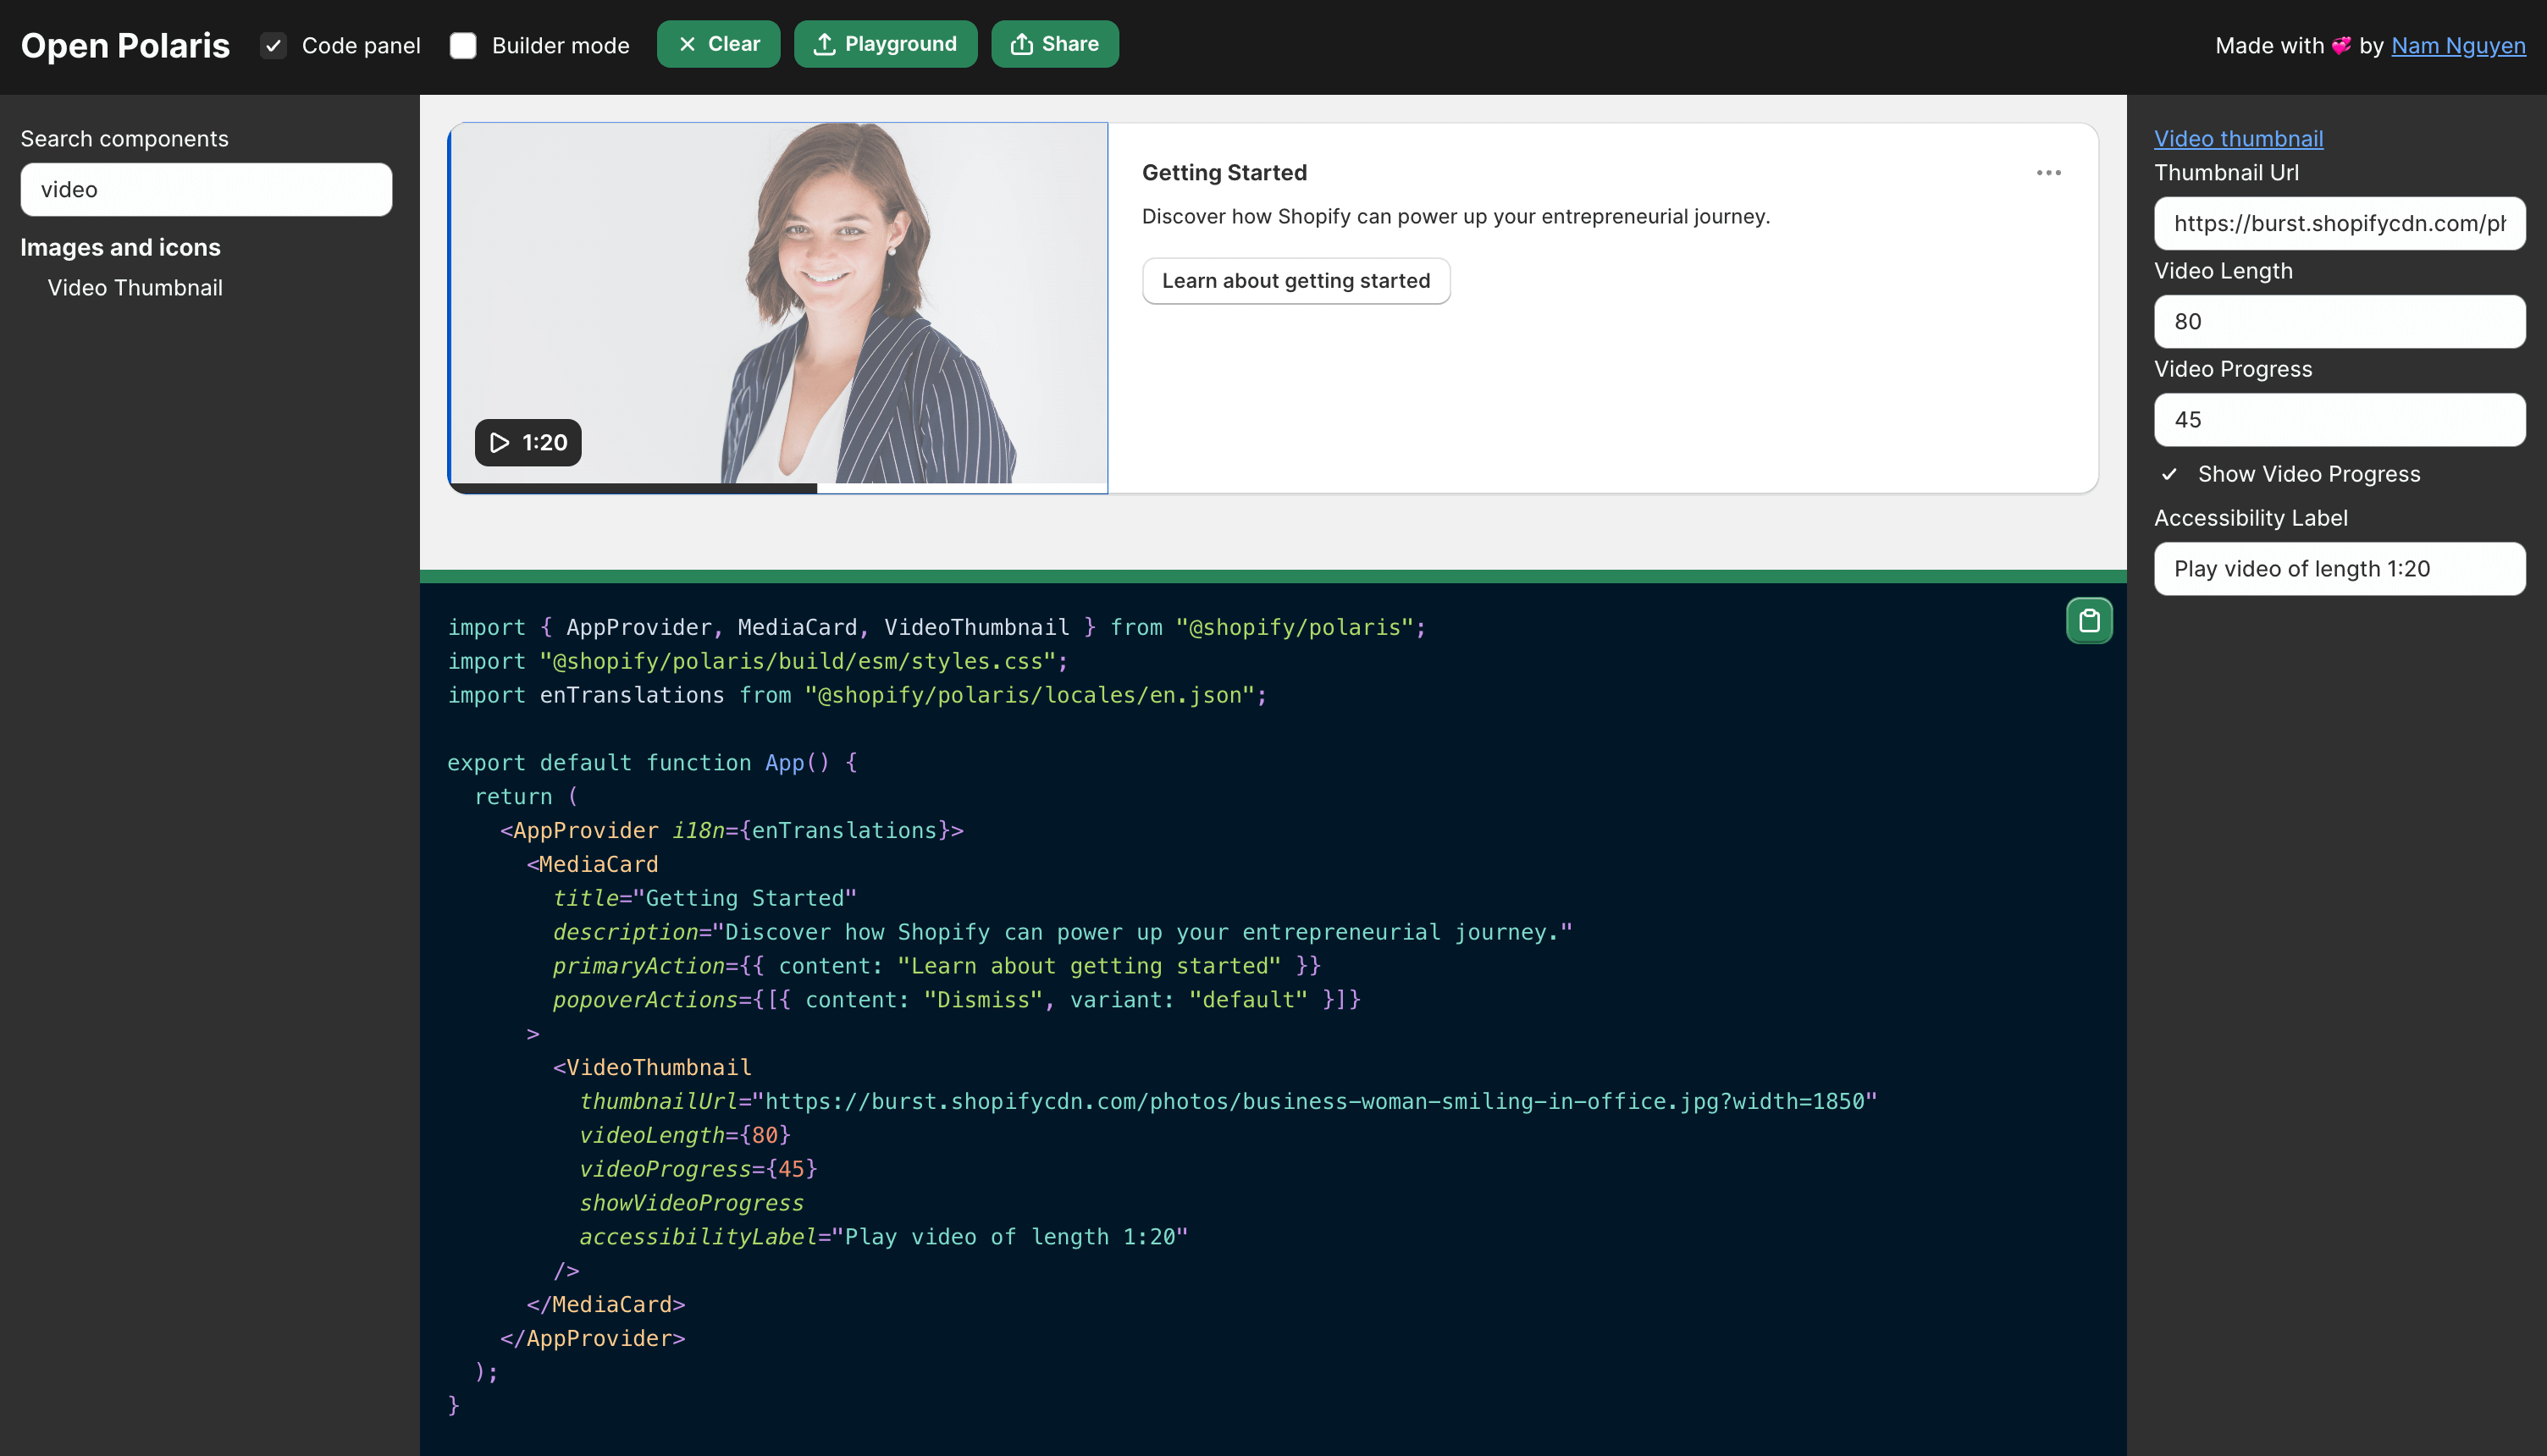 Open Polaris
Code panel
Builder mode
Clear
Playground
Share
Made with 💞 by Nam Nguyen
Search components
video
Images and icons
Video Thumbnail
1:20
Getting Started
Discover how Shopify can power up your entrepreneurial journey.
Learn about getting started
Video thumbnail
Thumbnail Url
https://burst.shopifycdn.com/ph
Video Length
80
Video Progress
45
Show Video Progress
Accessibility Label
Play video of length 1:20
import { AppProvider, MediaCard, VideoThumbnail } from "@shopify/polaris";
import "@shopify/polaris/build/esm/styles.css";
import enTranslations from "@shopify/polaris/locales/en.json";
export default function App() {
return (
<AppProvider i18n={enTranslations}>
<MediaCard
title="Getting Started"
description="Discover how Shopify can power up your entrepreneurial journey."
primaryAction={{ content: "Learn about getting started" }}
popoverActions={[{ content: "Dismiss", variant: "default" }]}
>
<VideoThumbnail
thumbnailUrl="https://burst.shopifycdn.com/photos/business-woman-smiling-in-office.jpg?width=1850"
videoLength={80}
videoProgress={45}
showVideoProgress
accessibilityLabel="Play video of length 1:20"
/>
</MediaCard>
</AppProvider>
);
}